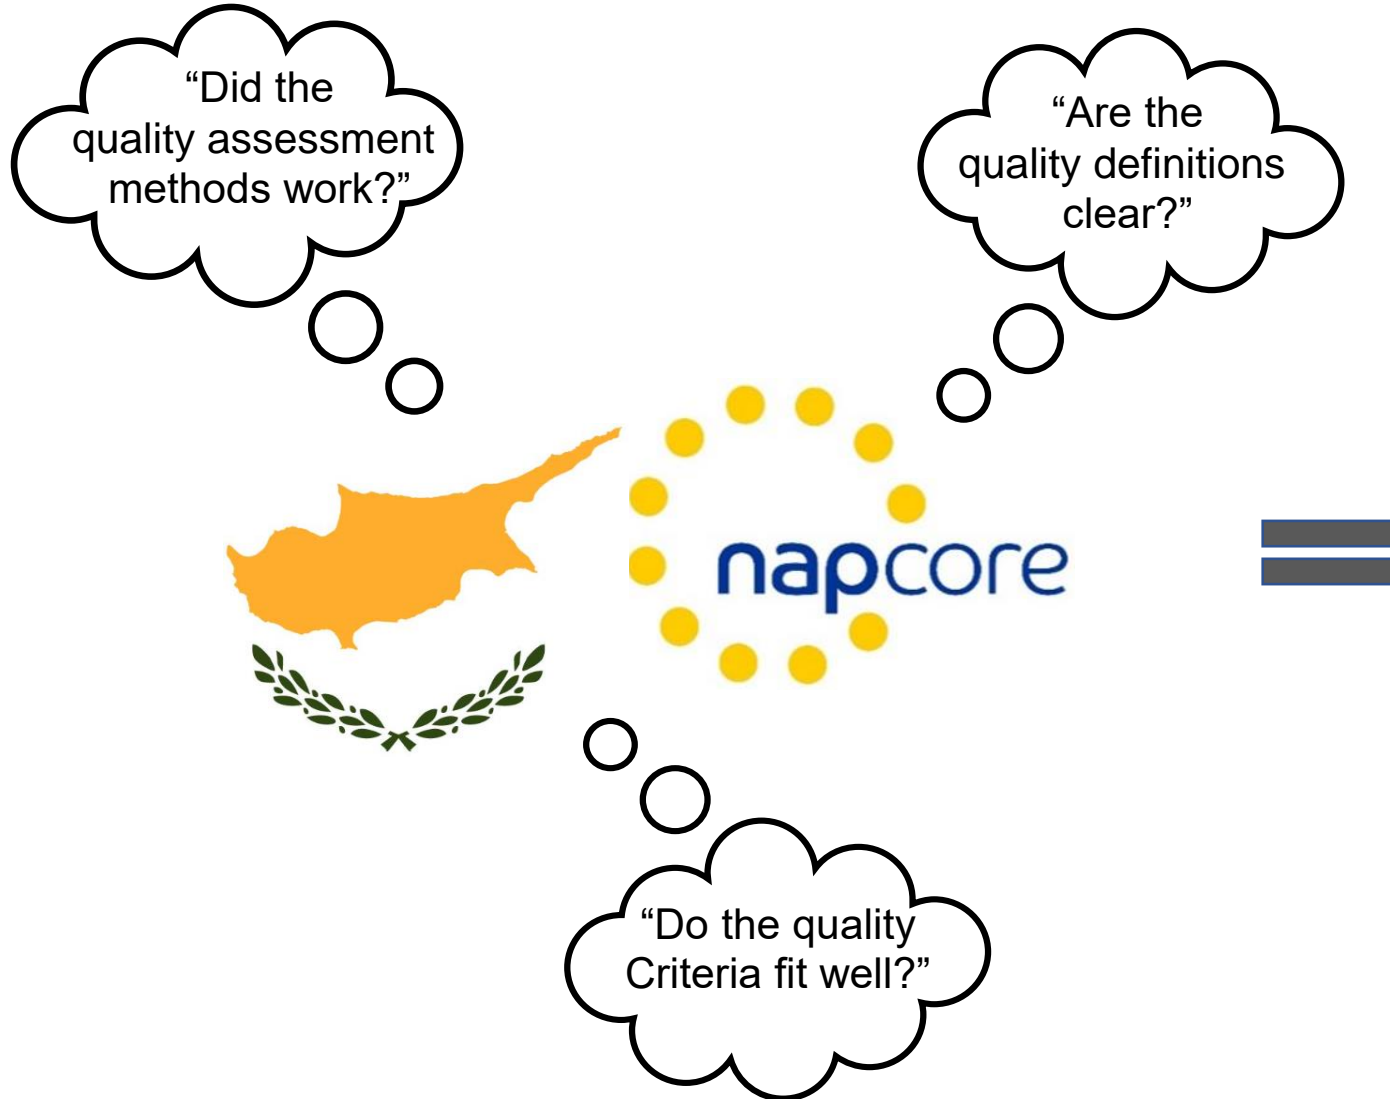 “Did the
quality assessment
methods work?”
“Are the
quality definitions
clear?”
napcore
“Do the quality
Criteria fit well?”